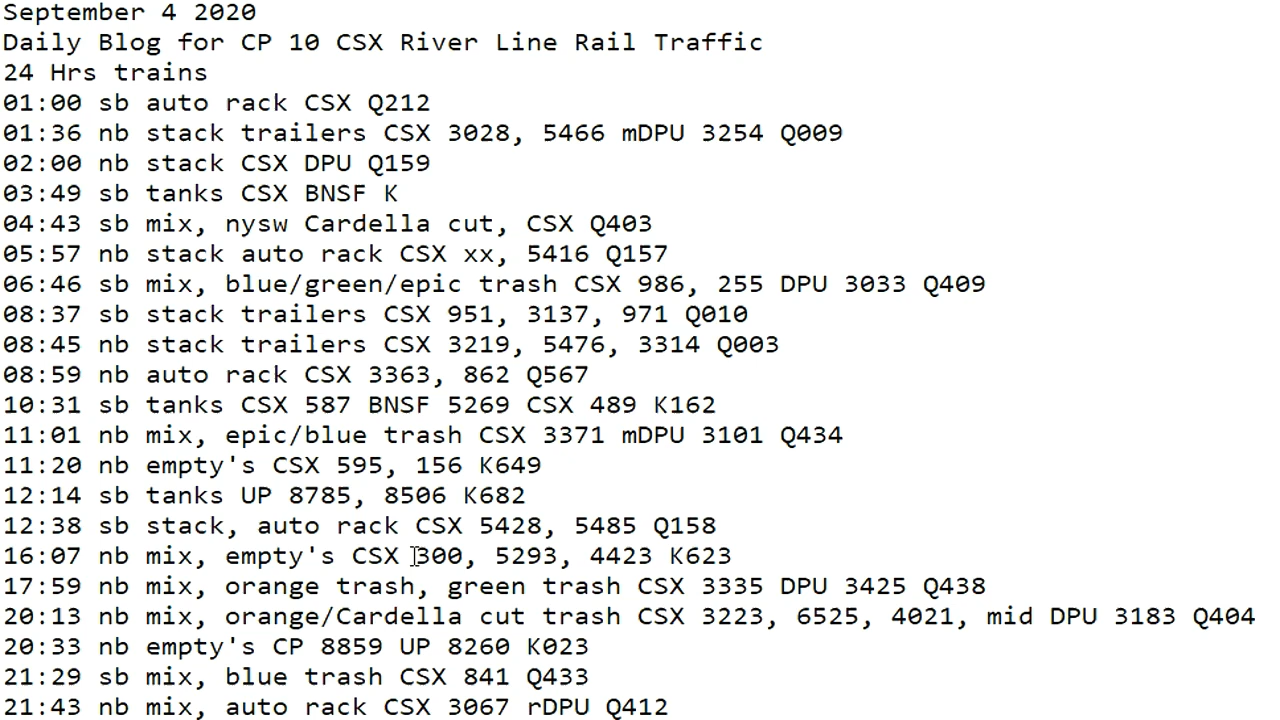 September 4 2020
Daily Blog for CP 10 CSX River Line Rail Traffic
24 Hrs trains
01:00 sb auto rack CSX Q212
01:36 nb stack trailers CSX 3028, 5466 mDPU 3254 Q009
02:00 nb stack CSX DPU Q159
03:49 sb tanks CSX BNSF K
04:43 sb mix, nysw Cardella cut, CSX Q403
05:57 nb stack auto rack CSX xx, 5416 Q157
06:46 sb mix, blue/green/epic trash CSX 986, 255 DPU 3033 Q409
08:37 sb stack trailers CSX 951, 3137, 971 Q010
08:45 nb stack trailers CSX 3219, 5476, 3314 Q003
08:59 nb auto rack CSX 3363, 862 Q567
10:31 sb tanks CSX 587 BNSF 5269 CSX 489 K162
11:01 nb mix, epic/blue trash CSX 3371 mDPU 3101 Q434
11:20 nb empty's CSX 595, 156 K649
12:14 sb tanks UP 8785, 8506 K682
12:38 sb stack, auto rack CSX 5428, 5485 Q158
16:07 nb mix, empty's CSX 300, 5293, 4423 K623
17:59 nb mix, orange trash, green trash CSX 3335 DPU 3425 Q438
20:13 nb mix, orange/Cardella cut trash CSX 3223, 6525, 4021, mid DPU 3183 Q404
20:33 nb empty's CP 8859 UP 8260 K023
21:29 sb mix, blue trash CSX 841 Q433
21:43 nb mix, auto rack CSX 3067 rDPU Q412